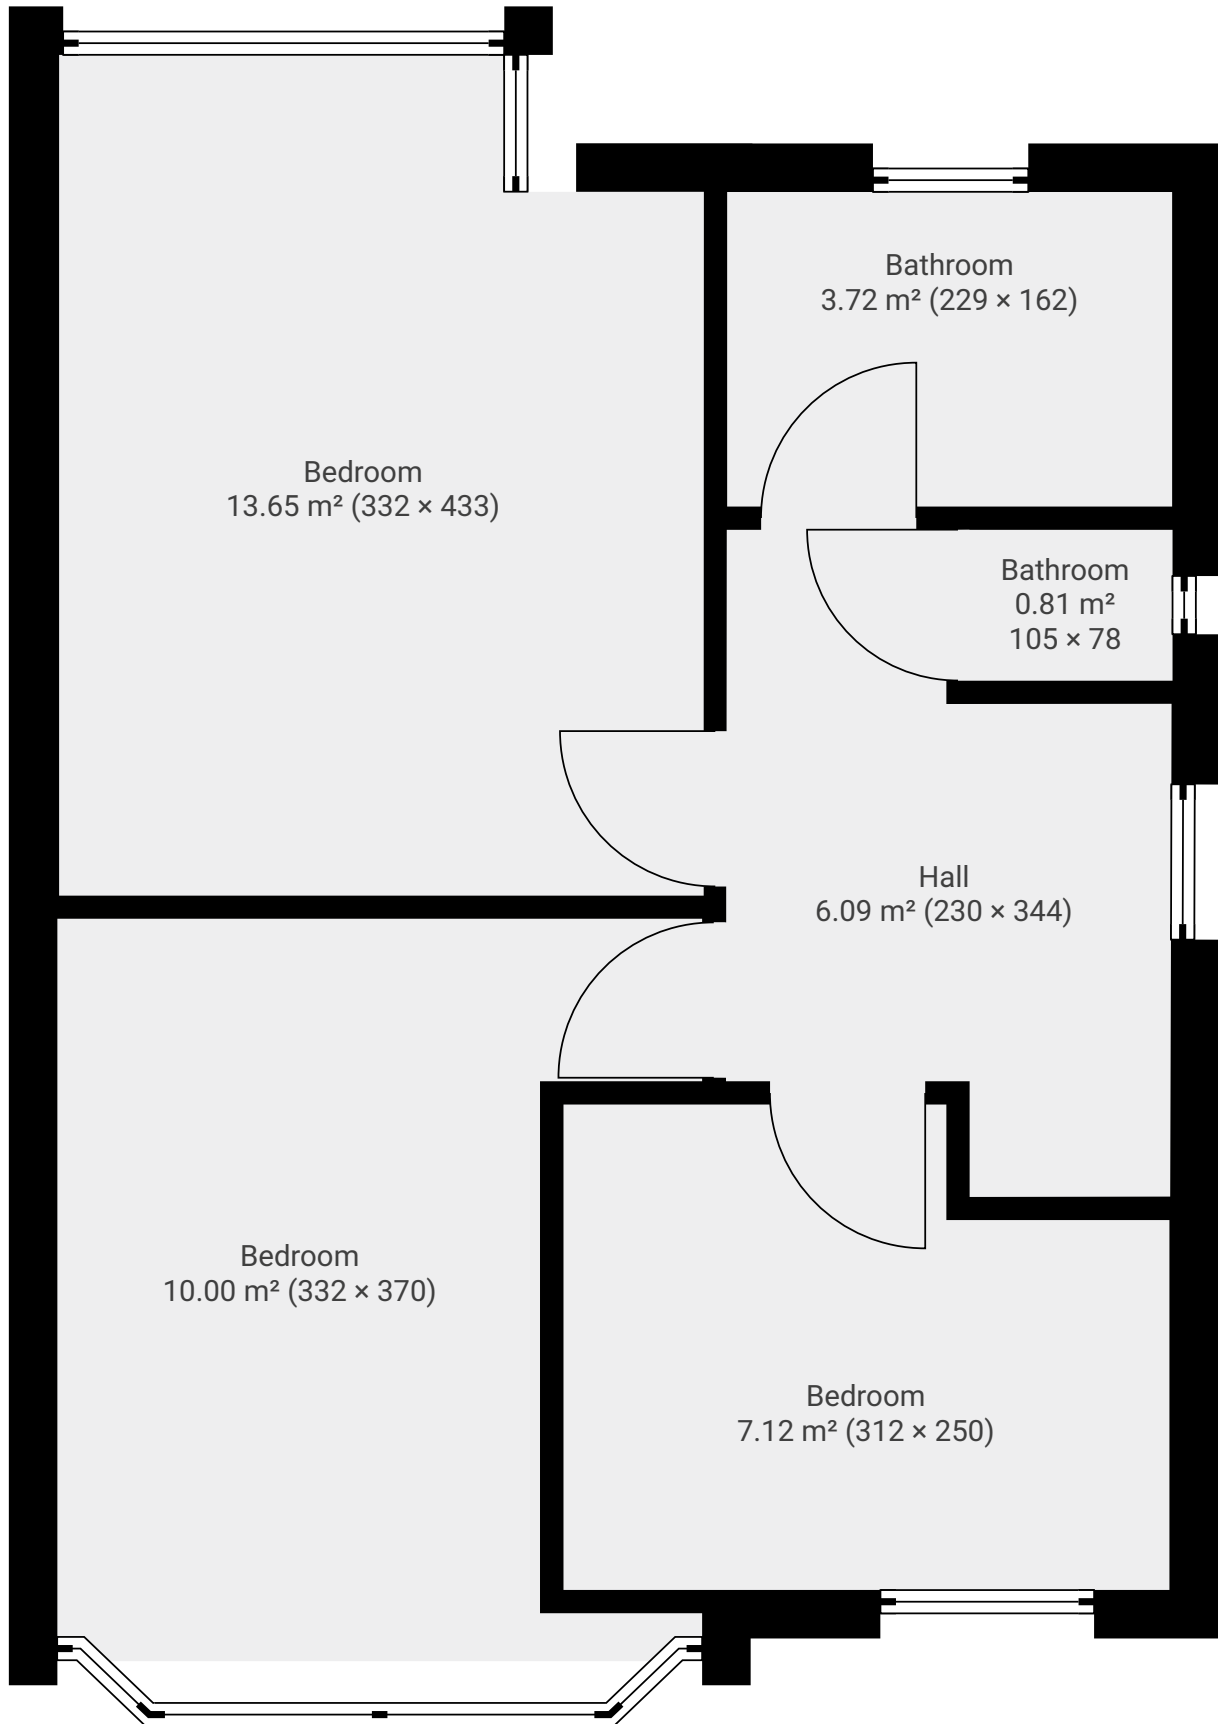 Bathroom
3.72 m² (229 × 162)
Bedroom
13.65 m² (332 × 433)
Bathroom
0.81 m²
105 × 78
Hall
6.09 m² (230 × 344)
Bedroom
10.00 m² (332 × 370)
Bedroom
7.12 m² (312 × 250)